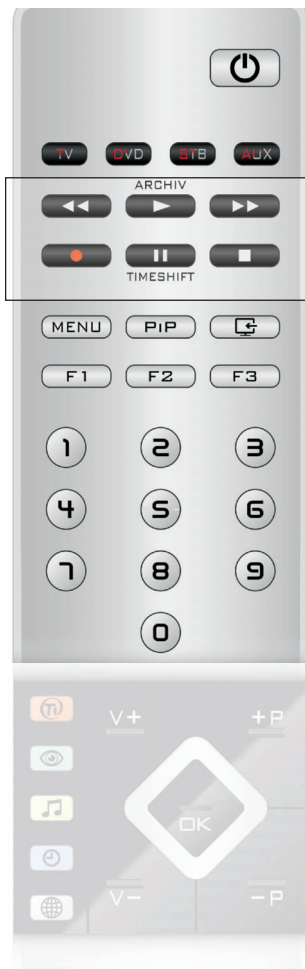 TV DVD STB AUX
ARCHIV
TIMESHIFT
MENU PiP
F1 F2 F3
1 2 3
4 5 6
7 8 9
0
V+ +P
OK
V- -P